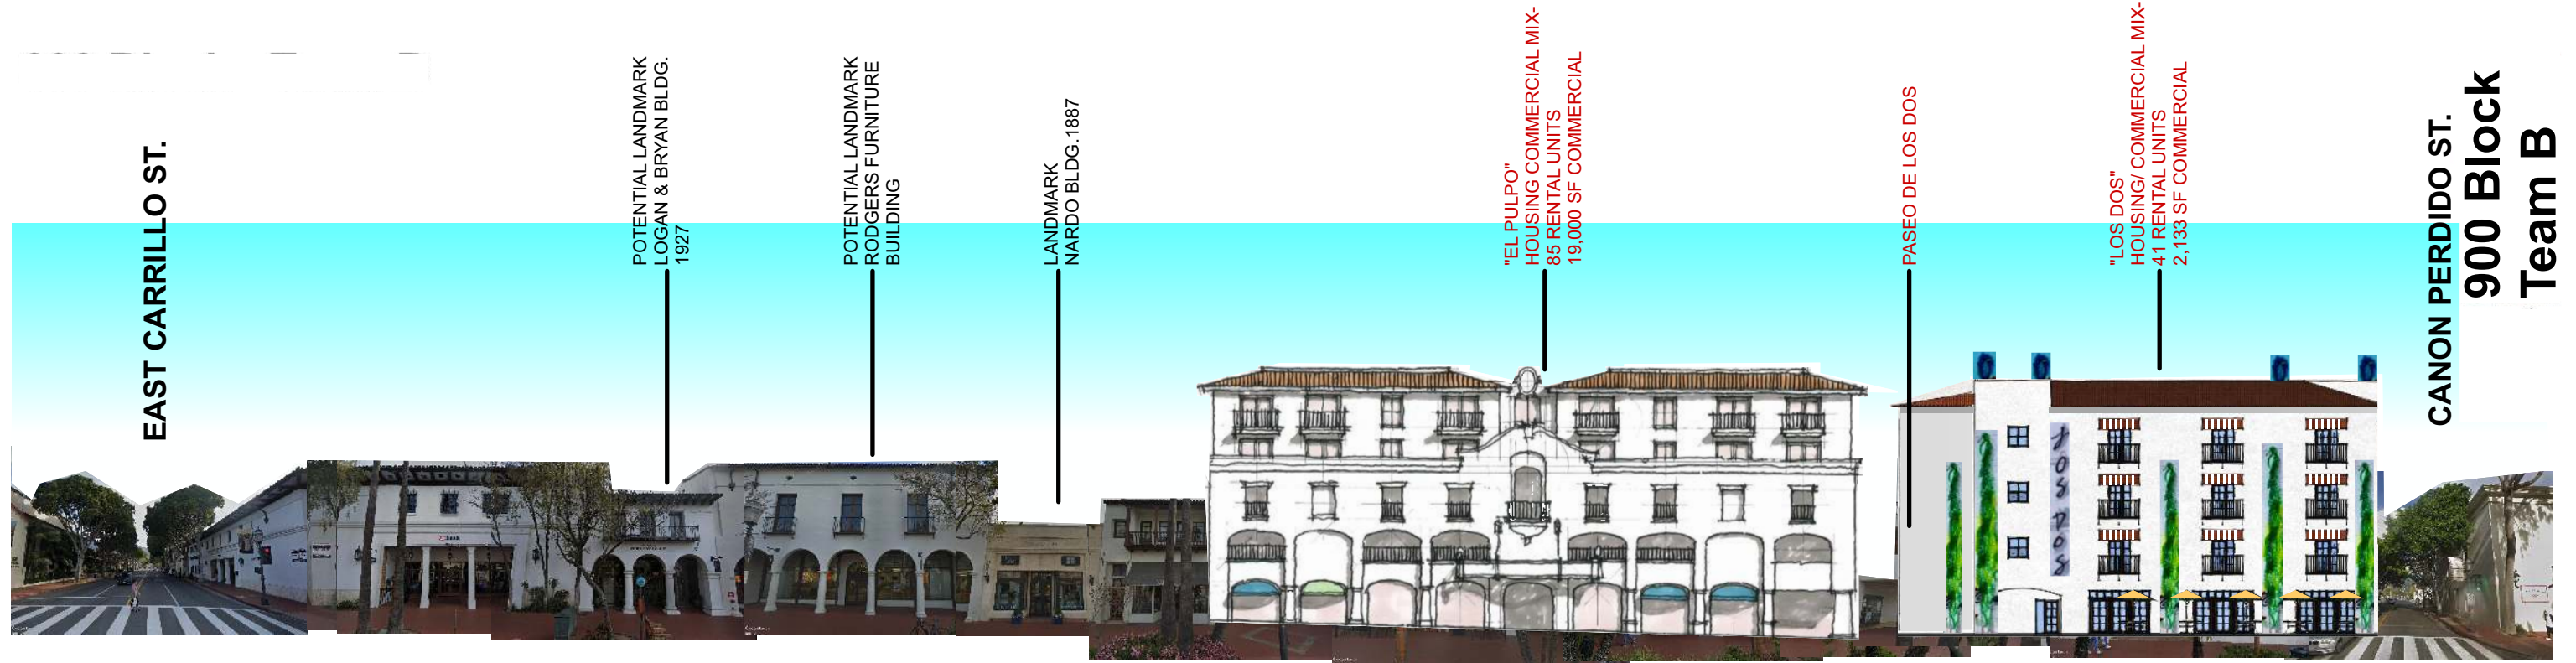 EAST CARRILLO ST.
POTENTIAL LANDMARK
LOGAN & BRYAN BLDG.
1927
POTENTIAL LANDMARK
RODGERS FURNITURE
BUILDING
LANDMARK
NARDO BLDG.1887
"EL PULPO"
HOUSING COMMERCIAL MIX-
85 RENTAL UNITS
19,000 SF COMMERCIAL
PASEO DE LOS DOS
"LOS DOS"
HOUSING/ COMMERCIAL MIX-
41 RENTAL UNITS
2,133 SF COMMERCIAL
CANON PERDIDO ST.
900 Block
Team B
bank